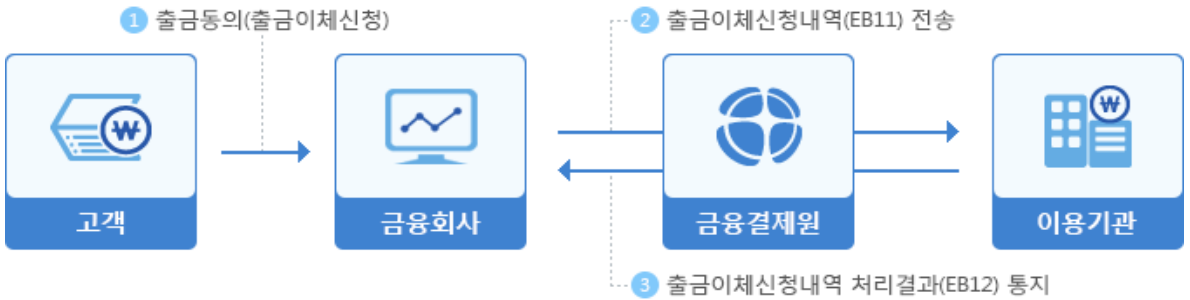 1 출금동의(출금이체신청)
2 출금이체신청내역(EB11) 전송
₩
₩
고객
금융회사
금융결제원
이용기관
3 출금이체신청내역 처리결과(EB12) 통지